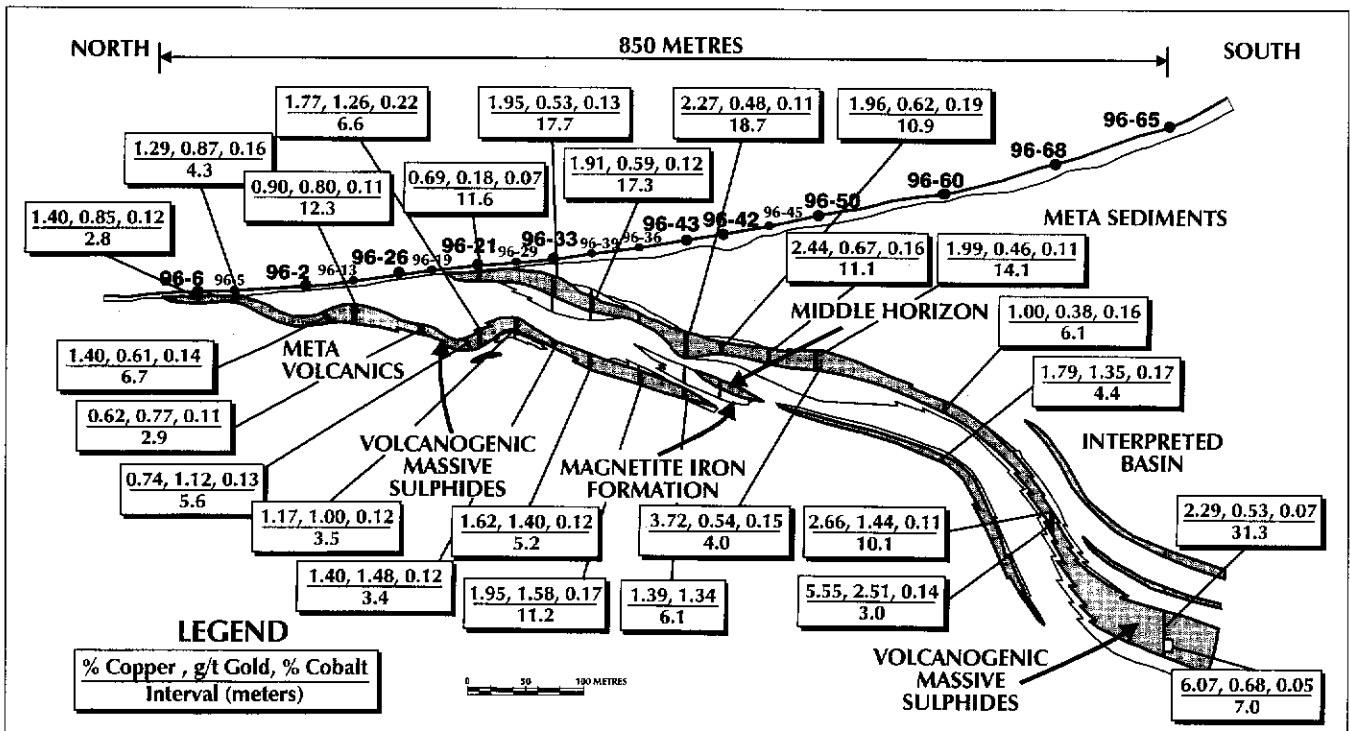 NORTH
850 METRES
SOUTH
1.77, 1.26, 0.22
6.6
1.95, 0.53, 0.13
17.7
2.27, 0.48, 0.11
18.7
1.96, 0.62, 0.19
10.9
96-65
1.29, 0.87, 0.16
4.3
1.91, 0.59, 0.12
17.3
96-68
0.90, 0.80, 0.11
12.3
0.69, 0.18, 0.07
11.6
96-60
1.40, 0.85, 0.12
2.8
96-50
96-45
96-42
96-43
96-36
96-39
96-33
96-29
96-21
96-19
96-26
96-13
96-2
96-5
96-6
META SEDIMENTS
2.44, 0.67, 0.16
11.1
1.99, 0.46, 0.11
14.1
MIDDLE HORIZON
1.00, 0.38, 0.16
6.1
META
VOLCANICS
1.40, 0.61, 0.14
6.7
1.79, 1.35, 0.17
4.4
0.62, 0.77, 0.11
2.9
VOLCANOGENIC
MASSIVE
SULPHIDES
MAGNETITE IRON
FORMATION
INTERPRETED
BASIN
0.74, 1.12, 0.13
5.6
1.17, 1.00, 0.12
3.5
1.62, 1.40, 0.12
5.2
3.72, 0.54, 0.15
4.0
2.66, 1.44, 0.11
10.1
2.29, 0.53, 0.07
31.3
1.40, 1.48, 0.12
3.4
1.95, 1.58, 0.17
11.2
1.39, 1.34
6.1
5.55, 2.51, 0.14
3.0
LEGEND
% Copper , g/t Gold, % Cobalt
Interval (meters)
0 50 100 METRES
VOLCANOGENIC
MASSIVE
SULPHIDES
6.07, 0.68, 0.05
7.0